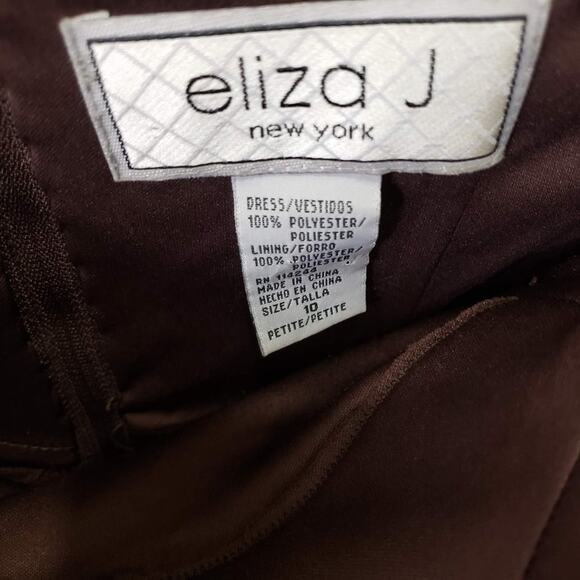 eliza J
new york
DRESS/VESTIDOS
100% POLYESTER/
POLIESTER
LINING/FORRO
100% POLYESTER/
POLIESTER
RN 114244
MADE IN CHINA
HECHO EN CHINA
SIZE/TALLA
10
PETITE/PETITE